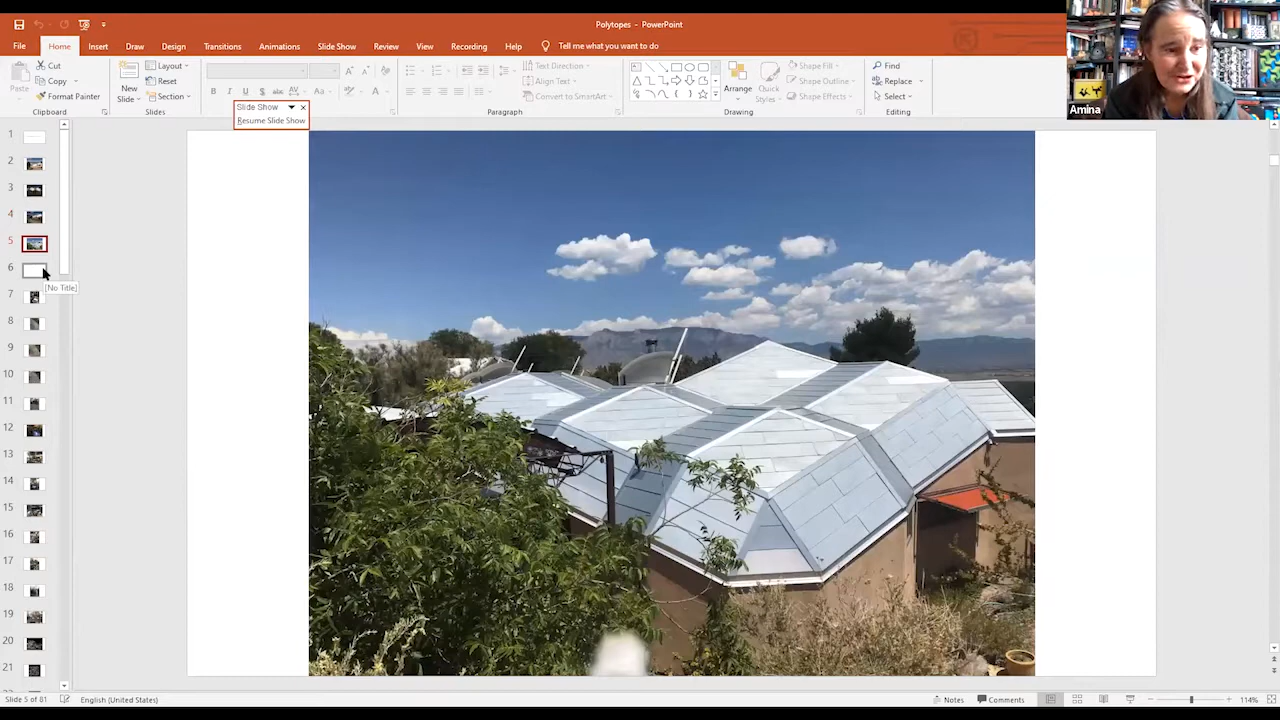 Polytopes - PowerPoint
File Home Insert Draw Design Transitions Animations Slide Show Review View Recording Help Tell me what you want to do
Paste Cut Copy Format Painter
Clipboard
New Slide Layout Reset Section
Slides
B I U S abc AV Aa A
Text Direction Align Text Convert to SmartArt
Paragraph
Arrange Quick Styles Shape Fill Shape Outline Shape Effects
Drawing
Find Replace Select
Editing
Amina
Slide Show
Resume Slide Show
1
2
3
4
5
6
[No Title]
7
8
9
10
11
12
13
14
15
16
17
18
19
20
21
Slide 5 of 81 English (United States) Notes Comments 114%